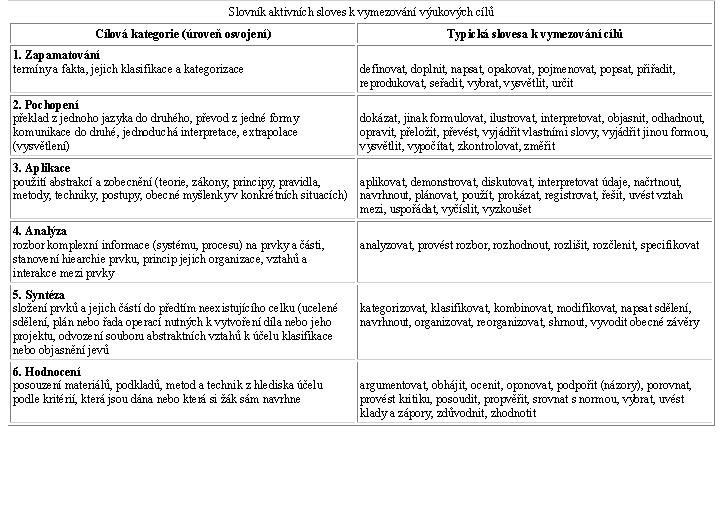 Slovník aktivních sloves k vymezování výukových cílů
Cílová kategorie (úroveň osvojení)
Typická slovesa k vymezování cílů
1. Zapamatování
termíny a fakta, jejich klasifikace a kategorizace
definovat, doplnit, napsat, opakovat, pojmenovat, popsat, přiřadit,
reprodukovat, seřadit, vybrat, vysvětlit, určit
2. Pochopení
překlad z jednoho jazyka do druhého, převod z jedné formy
komunikace do druhé, jednoduchá interpretace, extrapolace
(vysvětlení)
dokázat, jinak formulovat, ilustrovat, interpretovat, objasnit, odhadnout,
opravit, přeložit, převést, vyjádřit vlastními slovy, vyjádřit jinou formou,
vysvětlit, vypočítat, zkontrolovat, změřit
3. Aplikace
použití abstrakcí a zobecnění (teorie, zákony, principy, pravidla,
metody, techniky, postupy, obecné myšlenky v konkrétních situacích)
aplikovat, demonstrovat, diskutovat, interpretovat údaje, načrtnout,
navrhnout, plánovat, použít, prokázat, registrovat, řešit, uvést vztah
mezi, uspořádat, vyčíslit, vyzkoušet
4. Analýza
rozbor komplexní informace (systému, procesu) na prvky a části,
stanovení hiearchie prvku, princip jejich organizace, vztahů a
interakce mezi prvky
analyzovat, provést rozbor, rozhodnout, rozlišit, rozčlenit, specifikovat
5. Syntéza
složení prvků a jejich částí do předtím neexistujícího celku (ucelené
sdělení, plán nebo řada operací nutných k vytvoření díla nebo jeho
projektu, odvození souboru abstraktních vztahů k účelu klasifikace
nebo objasnění jevů
kategorizovat, klasifikovat, kombinovat, modifikovat, napsat sdělení,
navrhnout, organizovat, reorganizovat, shrnout, vyvodit obecné závěry
6. Hodnocení
posouzení materiálů, podkladů, metod a technik z hlediska účelu
podle kritérií, která jsou dána nebo která si žák sám navrhne
argumentovat, obhájit, ocenit, oponovat, podpořit (názory), porovnat,
provést kritiku, posoudit, propvěřit, srovnat s normou, vybrat, uvést
klady a zápory, zdůvodnit, zhodnotit